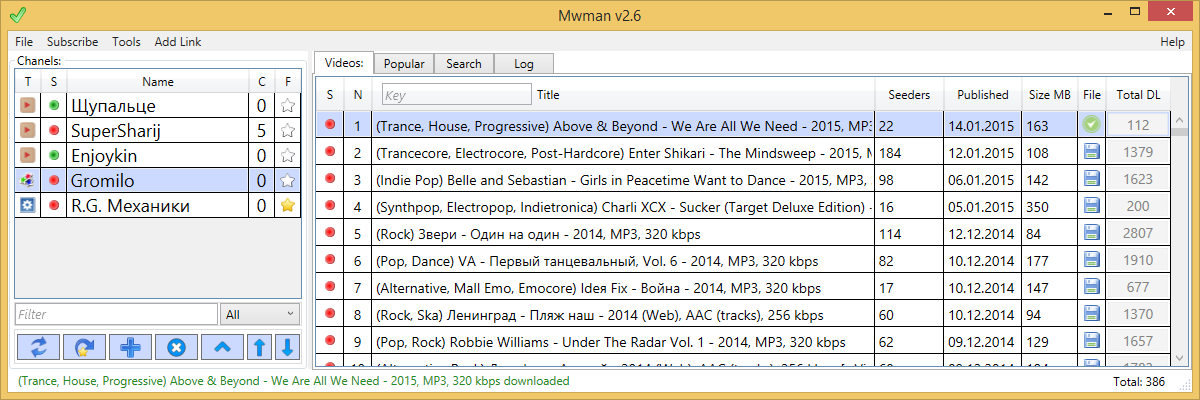 Mwman v2.6
File Subscribe Tools Add Link Help
Chanels:
T S Name C F
Щупальце 0
SuperSharij 5
Enjoykin 0
Gromilo 0
R.G. Механики 0
Filter All
Videos: Popular Search Log
S N Key Title Seeders Published Size MB File Total DL
1 (Trance, House, Progressive) Above & Beyond - We Are All We Need - 2015, MP3 22 14.01.2015 163 112
2 (Trancecore, Electrocore, Post-Hardcore) Enter Shikari - The Mindsweep - 2015, M 184 12.01.2015 108 1379
3 (Indie Pop) Belle and Sebastian - Girls in Peacetime Want to Dance - 2015, MP3, 98 06.01.2015 142 1623
4 (Synthpop, Electropop, Indietronica) Charli XCX - Sucker (Target Deluxe Edition) - 16 05.01.2015 350 200
5 (Rock) Звери - Один на один - 2014, MP3, 320 kbps 114 12.12.2014 84 2807
6 (Pop, Dance) VA - Первый танцевальный, Vol. 6 - 2014, MP3, 320 kbps 82 10.12.2014 177 1910
7 (Alternative, Mall Emo, Emocore) Idea Fix - Война - 2014, MP3, 320 kbps 17 10.12.2014 147 677
8 (Rock, Ska) Ленинград - Пляж наш - 2014 (Web), AAC (tracks), 256 kbps 60 10.12.2014 94 1370
9 (Pop, Rock) Robbie Williams - Under The Radar Vol. 1 - 2014, MP3, 320 kbps 62 09.12.2014 129 1657
(Trance, House, Progressive) Above & Beyond - We Are All We Need - 2015, MP3, 320 kbps downloaded
Total: 386